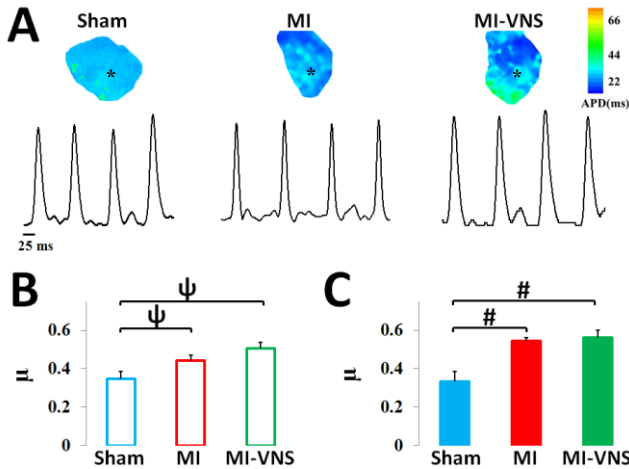 A
Sham
MI
MI-VNS
*
*
*
66
44
22
APD(ms)
25 ms
B
ψ
ψ
0.6
0.4
0.2
0
μ
Sham
MI
MI-VNS
C
#
#
0.6
0.4
0.2
0
μ
Sham
MI
MI-VNS